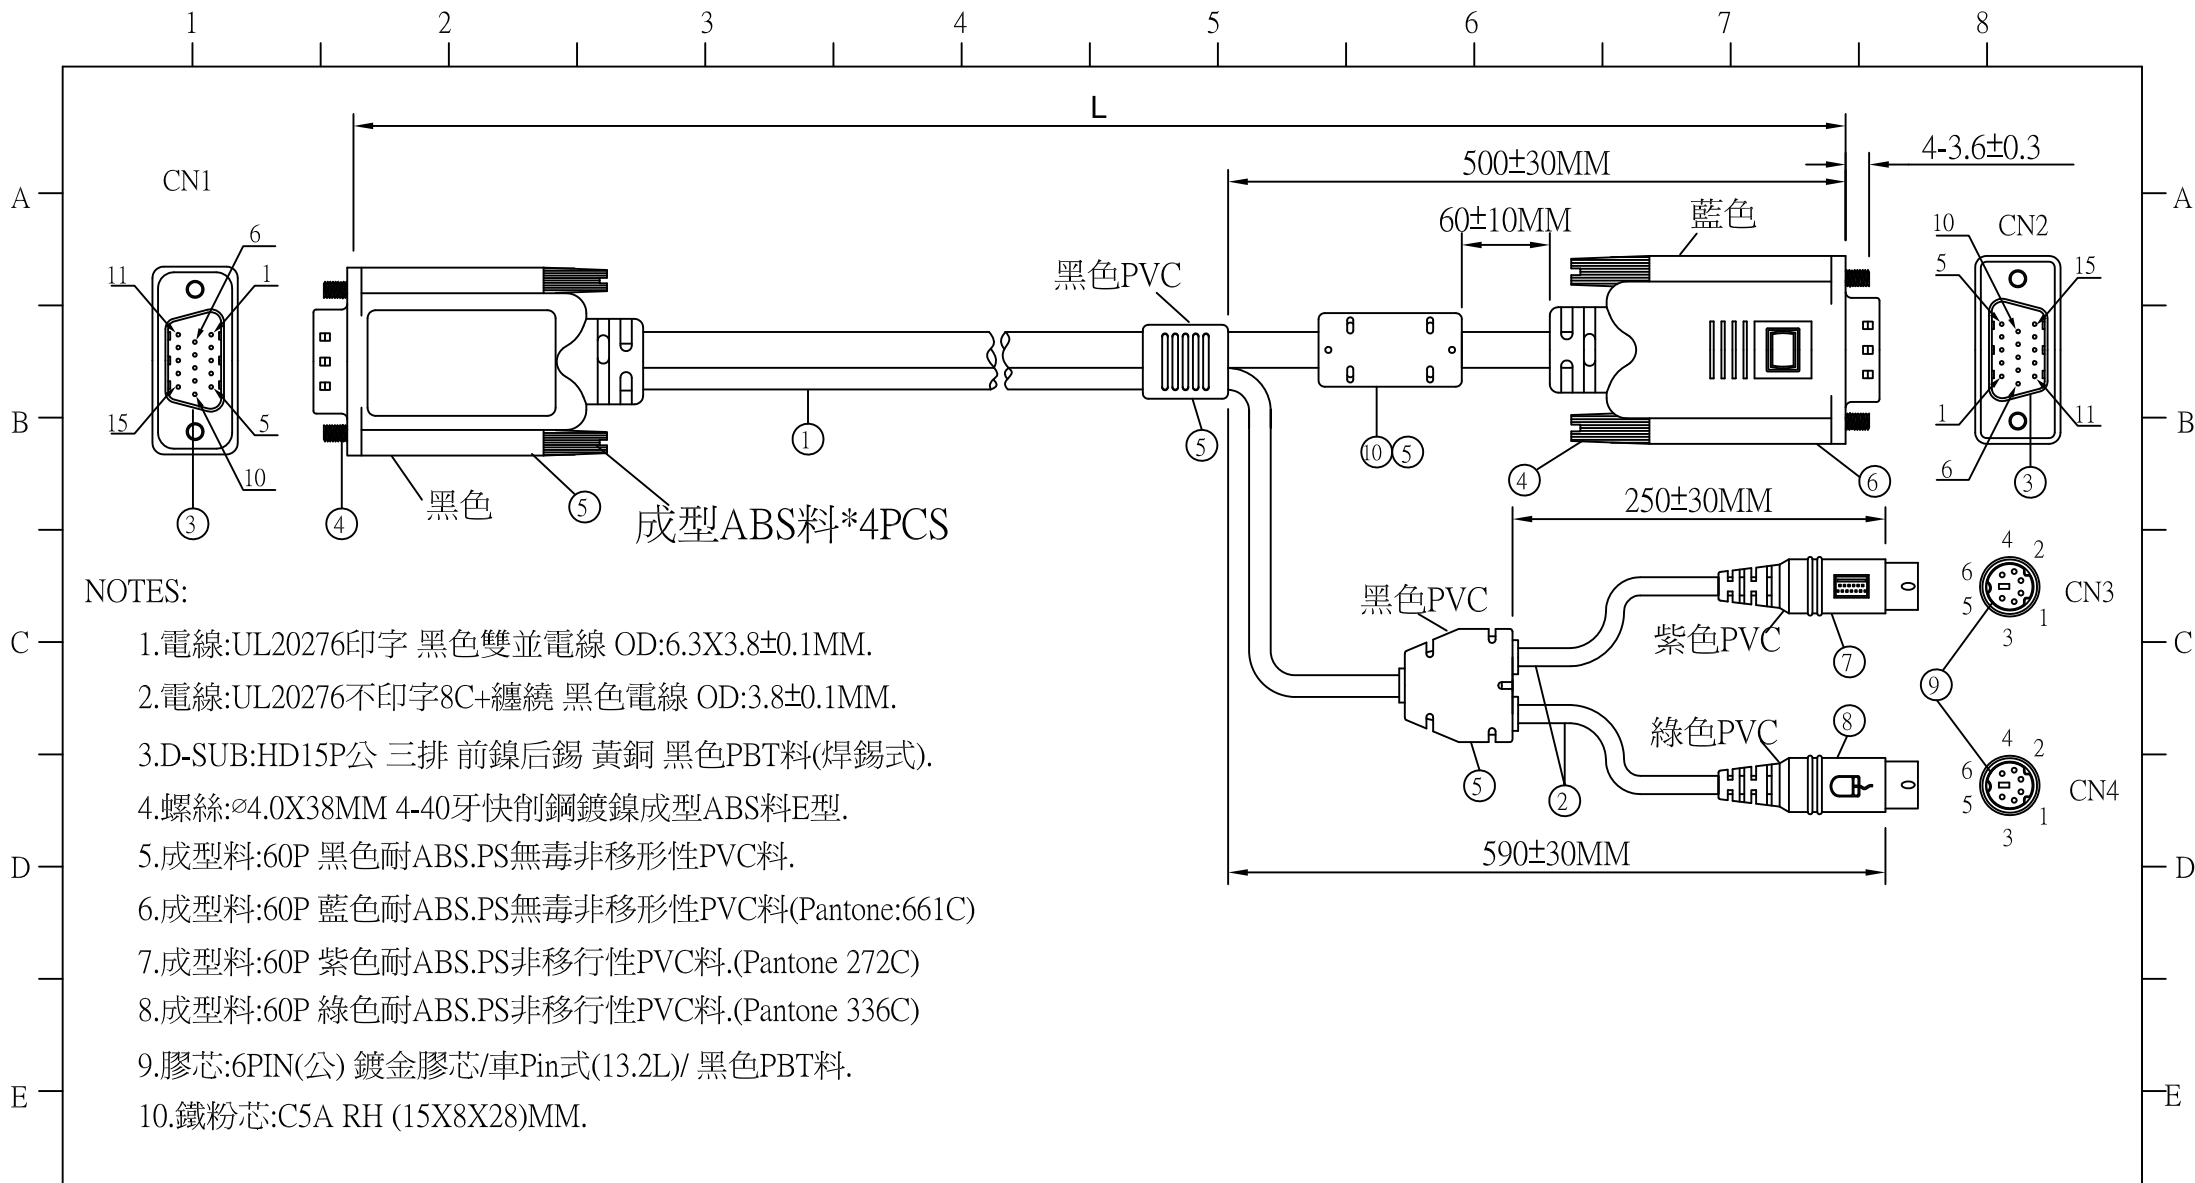 1 2 3 4 5 6 7 8
L
500±30MM
4-3.6±0.3
A
CN1
60±10MM
藍色
CN2
A
6
10
11
1
黑色PVC
5
15
B
15
5
10
1
5
10
5
1
11
6
B
3
4
黑色
5
成型ABS料*4PCS
4
6
3
250±30MM
NOTES:
4
2
6
CN3
5
1
3
黑色PVC
紫色PVC
7
C
1.電線:UL20276印字 黑色雙並電線 OD:6.3X3.8±0.1MM.
C
2.電線:UL20276不印字8C+纏繞 黑色電線 OD:3.8±0.1MM.
9
綠色PVC
8
3.D-SUB:HD15P公 三排 前鎳后錫 黃銅 黑色PBT料(焊錫式).
4
2
6
CN4
5
1
3
5
2
4.螺絲:⌀4.0X38MM 4-40牙快削鋼鍍鎳成型ABS料E型.
590±30MM
D
5.成型料:60P 黑色耐ABS.PS無毒非移形性PVC料.
D
6.成型料:60P 藍色耐ABS.PS無毒非移形性PVC料(Pantone:661C)
7.成型料:60P 紫色耐ABS.PS非移行性PVC料.(Pantone 272C)
8.成型料:60P 綠色耐ABS.PS非移行性PVC料.(Pantone 336C)
9.膠芯:6PIN(公) 鍍金膠芯/車Pin式(13.2L)/ 黑色PBT料.
E
E
10.鐵粉芯:C5A RH (15X8X28)MM.